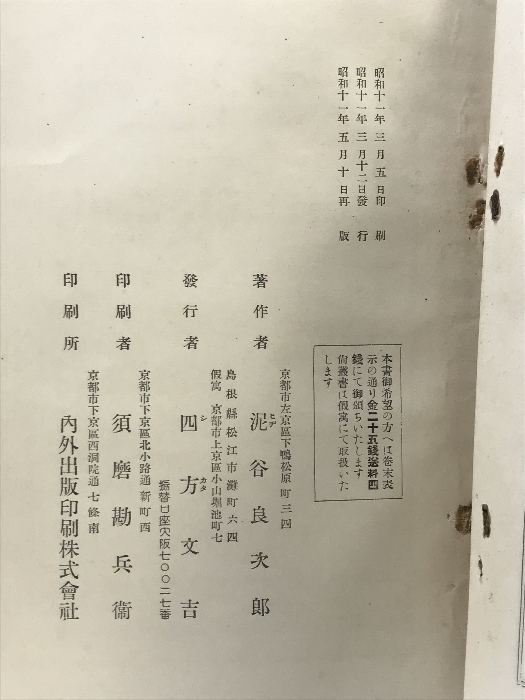 昭和十一年三月五日印刷
昭和十一年三月十二日發行
昭和十一年五月十日再版
本書御希望の方へは卷末表
示の通り金二十五錢送料四
錢にて御頒ちいたします
尙叢書は假寓にて取扱いた
します
京都市左京區下鴨松原町三四
著作者 泥谷良次郎
ヒヂ
島根縣松江市灘町六四
假寓 京都市上京區小山堀池町七
發行者 四方文吉
シ カタ
振替口座大阪七〇〇二七番
京都市下京區北小路通新町西
印刷者 須磨勘兵衞
京都市下京區西洞院通七條南
印刷所 內外出版印刷株式會社